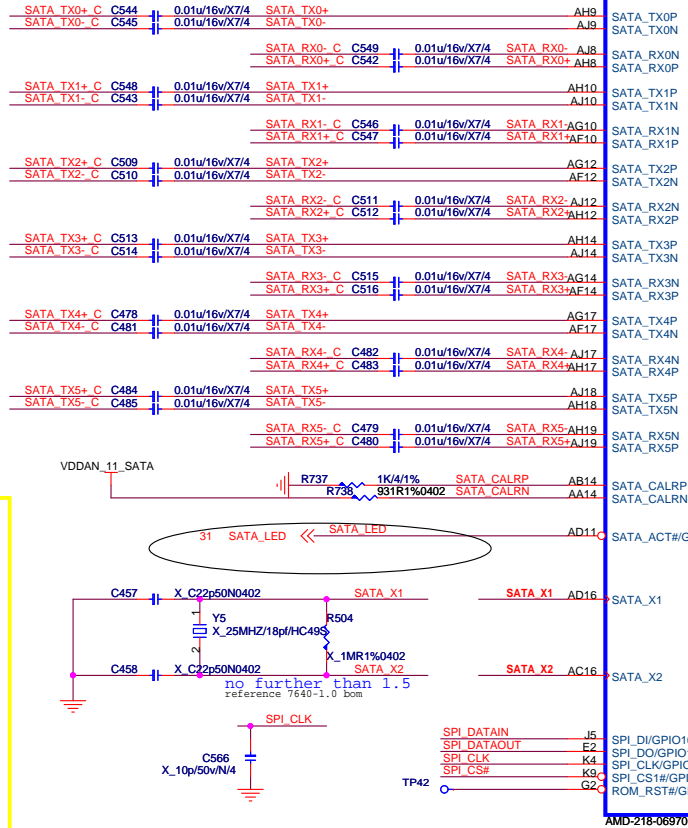 SATA_TX0+_C C544 0.01u/16v/X7/4 SATA_TX0+ AH9 SATA_TX0P
SATA_TX0-_C C545 0.01u/16v/X7/4 SATA_TX0- AJ9 SATA_TX0N
SATA_RX0-_C C549 0.01u/16v/X7/4 SATA_RX0- AJ8 SATA_RX0N
SATA_RX0+_C C542 0.01u/16v/X7/4 SATA_RX0+ AH8 SATA_RX0P
SATA_TX1+_C C548 0.01u/16v/X7/4 SATA_TX1+ AH10 SATA_TX1P
SATA_TX1-_C C543 0.01u/16v/X7/4 SATA_TX1- AJ10 SATA_TX1N
SATA_RX1-_C C546 0.01u/16v/X7/4 SATA_RX1- AG10 SATA_RX1N
SATA_RX1+_C C547 0.01u/16v/X7/4 SATA_RX1+ AF10 SATA_RX1P
SATA_TX2+_C C509 0.01u/16v/X7/4 SATA_TX2+ AG12 SATA_TX2P
SATA_TX2-_C C510 0.01u/16v/X7/4 SATA_TX2- AF12 SATA_TX2N
SATA_RX2-_C C511 0.01u/16v/X7/4 SATA_RX2- AJ12 SATA_RX2N
SATA_RX2+_C C512 0.01u/16v/X7/4 SATA_RX2+ AH12 SATA_RX2P
SATA_TX3+_C C513 0.01u/16v/X7/4 SATA_TX3+ AH14 SATA_TX3P
SATA_TX3-_C C514 0.01u/16v/X7/4 SATA_TX3- AJ14 SATA_TX3N
SATA_RX3-_C C515 0.01u/16v/X7/4 SATA_RX3- AG14 SATA_RX3N
SATA_RX3+_C C516 0.01u/16v/X7/4 SATA_RX3+ AF14 SATA_RX3P
SATA_TX4+_C C478 0.01u/16v/X7/4 SATA_TX4+ AG17 SATA_TX4P
SATA_TX4-_C C481 0.01u/16v/X7/4 SATA_TX4- AF17 SATA_TX4N
SATA_RX4-_C C482 0.01u/16v/X7/4 SATA_RX4- AJ17 SATA_RX4N
SATA_RX4+_C C483 0.01u/16v/X7/4 SATA_RX4+ AH17 SATA_RX4P
SATA_TX5+_C C484 0.01u/16v/X7/4 SATA_TX5+ AJ18 SATA_TX5P
SATA_TX5-_C C485 0.01u/16v/X7/4 SATA_TX5- AH18 SATA_TX5N
SATA_RX5-_C C479 0.01u/16v/X7/4 SATA_RX5- AH19 SATA_RX5N
SATA_RX5+_C C480 0.01u/16v/X7/4 SATA_RX5+ AJ19 SATA_RX5P
VDDAN_11_SATA
R737 1K/4/1% SATA_CALRP AB14 SATA_CALRP
R738 931R1%0402 SATA_CALRN AA14 SATA_CALRN
31 SATA_LED SATA_LED AD11 SATA_ACT#/G
C457 X_C22p50N0402 SATA_X1 SATA_X1 AD16 SATA_X1
1 Y5 R504
X_25MHZ/18pf/HC49S
2 X_1MR1%0402
C458 X_C22p50N0402 SATA_X2 SATA_X2 AC16 SATA_X2
no further than 1.5
reference 7640-1.0 bom
SPI_CLK
C566
X_10p/50v/N/4
SPI_DATAIN J5 SPI_DI/GPIO1
SPI_DATAOUT E2 SPI_DO/GPIO
SPI_CLK K4 SPI_CLK/GPIO
SPI_CS# K9 SPI_CS1#/GP
TP42 G2 ROM_RST#/G
AMD-218-06970